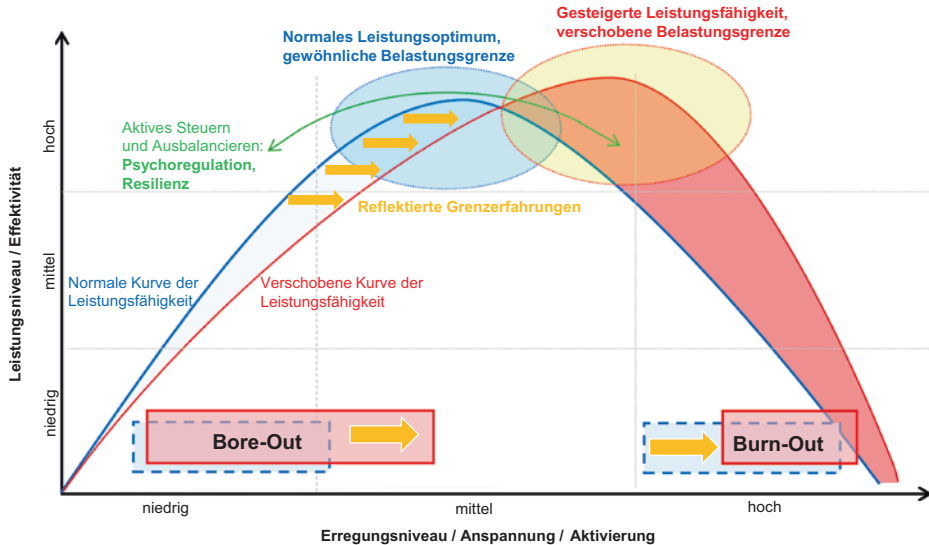 Gesteigerte Leistungsfähigkeit,
verschobene Belastungsgrenze
Normales Leistungsoptimum,
gewöhnliche Belastungsgrenze
Aktives Steuern
und Ausbalancieren:
Psychoregulation,
Resilienz
Reflektierte Grenzerfahrungen
Normale Kurve der
Leistungsfähigkeit
Verschobene Kurve der
Leistungsfähigkeit
Leistungsniveau / Effektivität
hoch
mittel
niedrig
Bore-Out
Burn-Out
niedrig
mittel
hoch
Erregungsniveau / Anspannung / Aktivierung